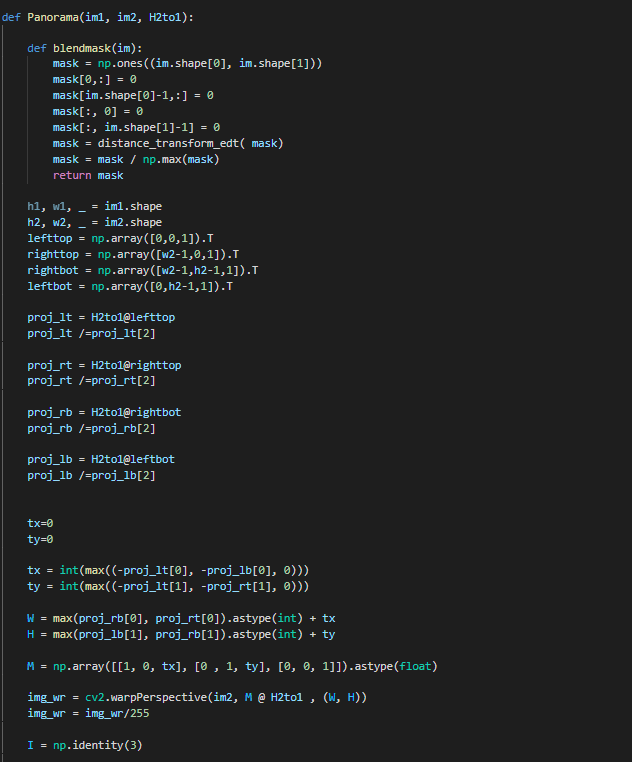 def Panorama(im1, im2, H2to1):
    def blendmask(im):
        mask = np.ones((im.shape[0], im.shape[1]))
        mask[0,:] = 0
        mask[im.shape[0]-1,:] = 0
        mask[:, 0] = 0
        mask[:, im.shape[1]-1] = 0
        mask = distance_transform_edt( mask)
        mask = mask / np.max(mask)
        return mask
    h1, w1, _ = im1.shape
    h2, w2, _ = im2.shape
    lefttop = np.array([0,0,1]).T
    righttop = np.array([w2-1,0,1]).T
    rightbot = np.array([w2-1,h2-1,1]).T
    leftbot = np.array([0,h2-1,1]).T
    proj_lt = H2to1@lefttop
    proj_lt /=proj_lt[2]
    proj_rt = H2to1@righttop
    proj_rt /=proj_rt[2]
    proj_rb = H2to1@rightbot
    proj_rb /=proj_rb[2]
    proj_lb = H2to1@leftbot
    proj_lb /=proj_lb[2]
    tx=0
    ty=0
    tx = int(max((-proj_lt[0], -proj_lb[0], 0)))
    ty = int(max((-proj_lt[1], -proj_rt[1], 0)))
    W = max(proj_rb[0], proj_rt[0]).astype(int) + tx
    H = max(proj_lb[1], proj_rb[1]).astype(int) + ty
    M = np.array([[1, 0, tx], [0 , 1, ty], [0, 0, 1]]).astype(float)
    img_wr = cv2.warpPerspective(im2, M @ H2to1 , (W, H))
    img_wr = img_wr/255
    I = np.identity(3)